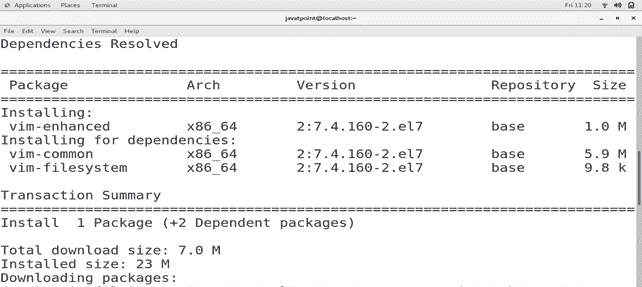 Applications Places Terminal Fri 11:20
javatpoint@localhost:~
File Edit View Search Terminal Help
Dependencies Resolved
================================================================================
Package Arch Version Repository Size
================================================================================
Installing:
vim-enhanced x86_64 2:7.4.160-2.el7 base 1.0 M
Installing for dependencies:
vim-common x86_64 2:7.4.160-2.el7 base 5.9 M
vim-filesystem x86_64 2:7.4.160-2.el7 base 9.8 k
Transaction Summary
================================================================================
Install 1 Package (+2 Dependent packages)
Total download size: 7.0 M
Installed size: 23 M
Downloading packages: